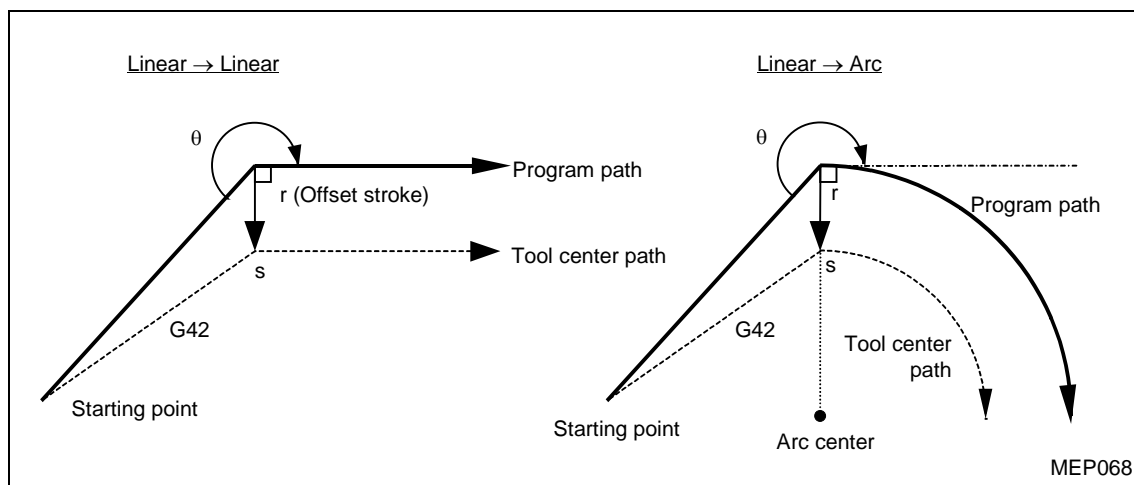 Linear → Linear
θ
Program path
r (Offset stroke)
Tool center path
s
G42
Starting point
Linear → Arc
θ
r
Program path
s
G42
Tool center
path
Starting point
Arc center
MEP068